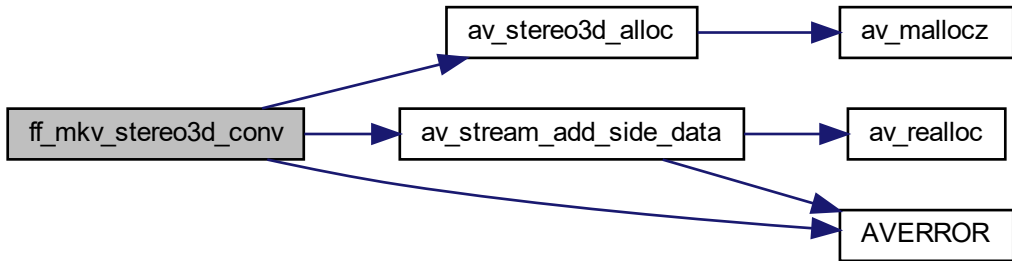 av_stereo3d_alloc
av_mallocz
ff_mkv_stereo3d_conv
av_stream_add_side_data
av_realloc
AVERROR